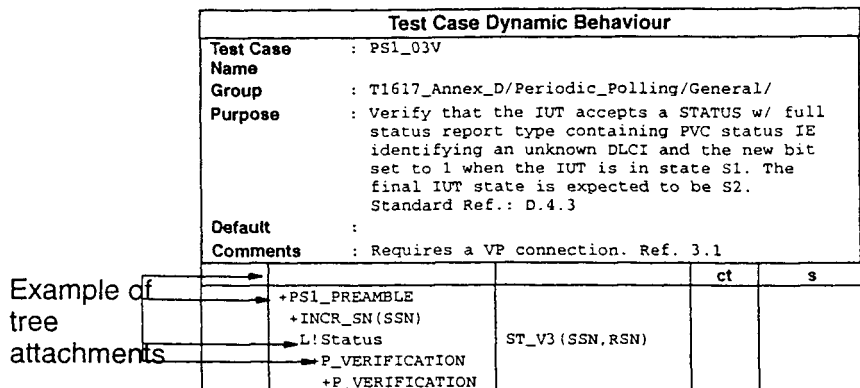 Test Case Dynamic Behaviour
Test Case : PS1_03V
Name
Group : T1617_Annex_D/Periodic_Polling/General/
Purpose : Verify that the IUT accepts a STATUS w/ full
status report type containing PVC status IE
identifying an unknown DLCI and the new bit
set to 1 when the IUT is in state S1. The
final IUT state is expected to be S2.
Standard Ref.: D.4.3
Default :
Comments : Requires a VP connection. Ref. 3.1
ct s
Example of
tree
attachments
+PS1_PREAMBLE
+INCR_SN(SSN)
L!Status ST_V3(SSN,RSN)
+P_VERIFICATION
+P_VERIFICATION